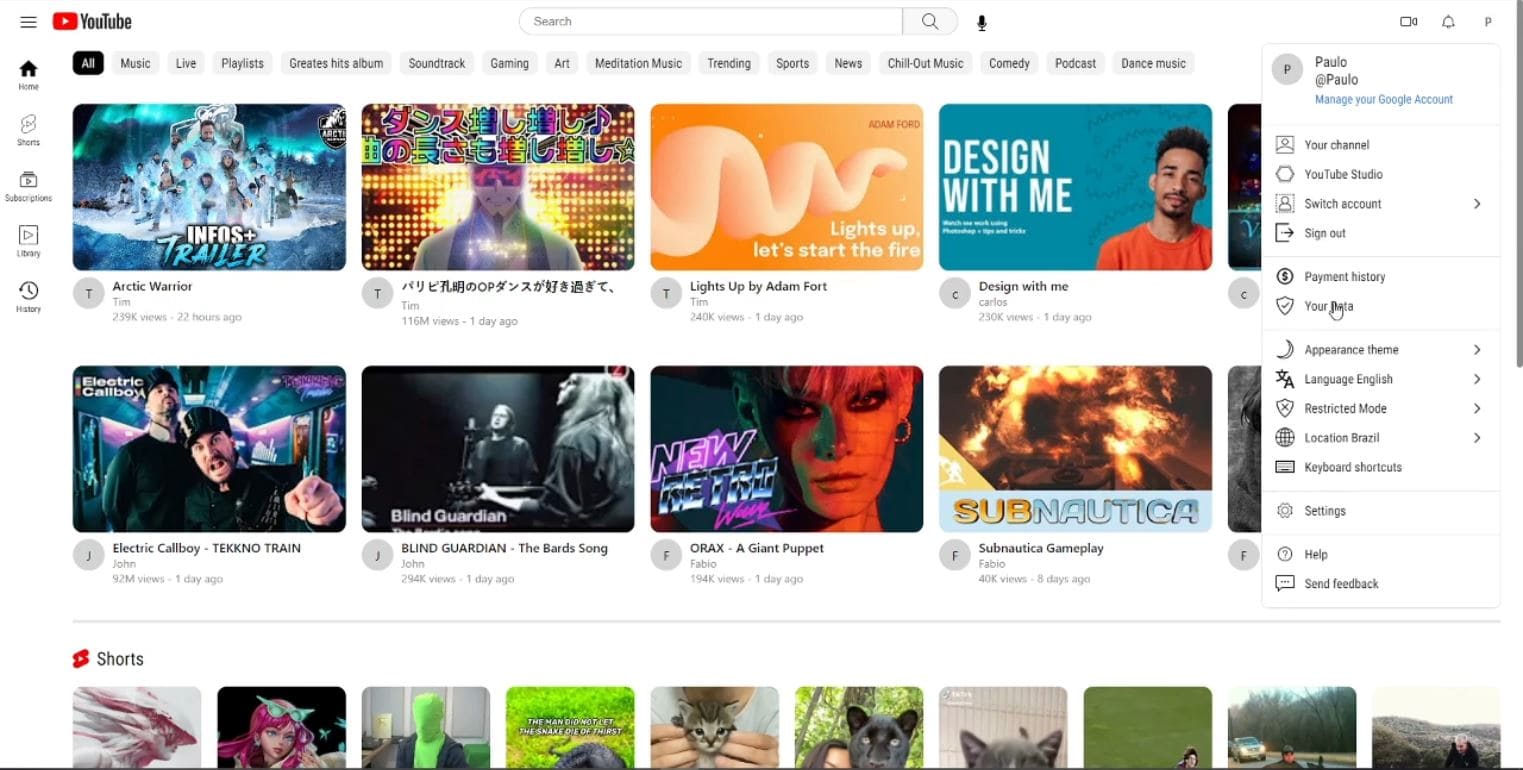 YouTube
Search
P
Home
Shorts
Subscriptions
Library
History
All
Music
Live
Playlists
Greates hits album
Soundtrack
Gaming
Art
Meditation Music
Trending
Sports
News
Chill-Out Music
Comedy
Podcast
Dance music
ARCTIC
INFOS+
TRAILER
T
Arctic Warrior
Tim
239K views - 22 hours ago
ダンス増し増し♪
曲の長さも増し増し☆
T
パリピ孔明のOPダンスが好き過ぎて、
Tim
116M views - 1 day ago
ADAM FORD
Lights up,
let's start the fire
T
Lights Up by Adam Ford
Tim
240K views - 1 day ago
DESIGN
WITH ME
Watch me work using
Photoshop + tips and tricks
c
Design with me
carlos
230K views - 1 day ago
c
Electric
Callboy
J
Electric Callboy - TEKKNO TRAIN
John
92M views - 1 day ago
Blind Guardian
J
BLIND GUARDIAN - The Bards Song
John
294K views - 1 day ago
NEW
RETRO
Wave
F
ORAX - A Giant Puppet
Fabio
194K views - 1 day ago
SUBNAUTICA
F
Subnautica Gameplay
Fabio
40K views - 8 days ago
F
Shorts
THE MAN DID NOT LET
THE SNAKE DIE OF THIRST
TikTok
P
Paulo
@Paulo
Manage your Google Account
Your channel
YouTube Studio
Switch account
Sign out
Payment history
Your Data
Appearance theme
Language English
Restricted Mode
Location Brazil
Keyboard shortcuts
Settings
Help
Send feedback